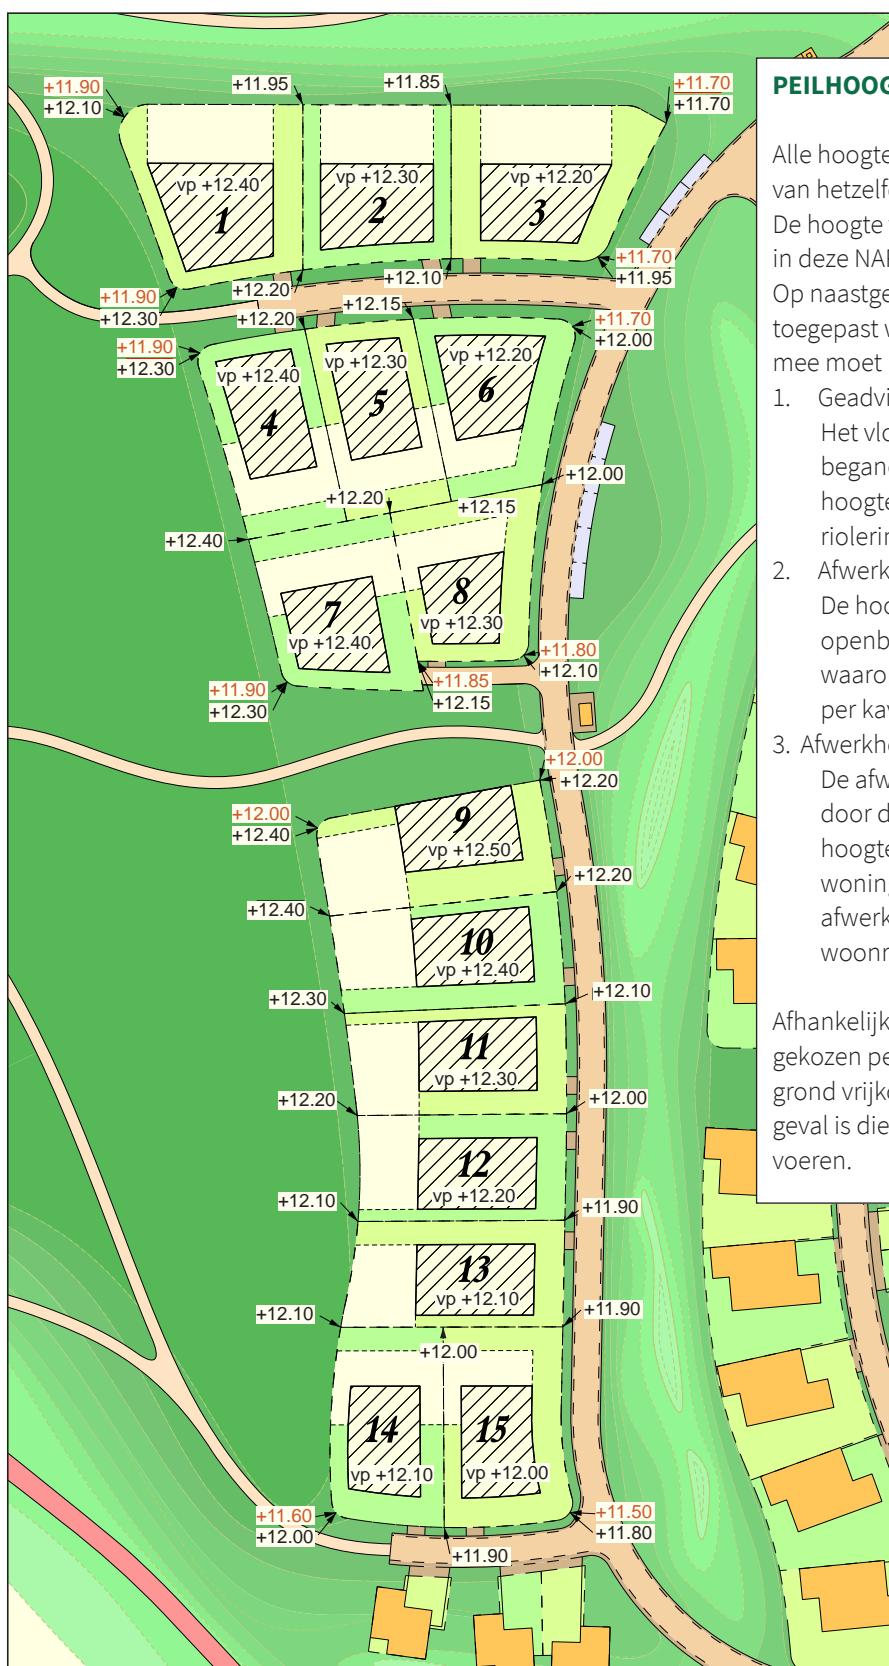 +11.90
+12.10
+11.95
+11.85
+11.70
+11.70
vp +12.40
1
vp +12.30
2
vp +12.20
3
+11.90
+12.30
+12.20
+12.10
+11.70
+11.95
+12.20
+12.15
+11.70
+12.00
+11.90
+12.30
vp +12.40
4
vp +12.30
5
vp +12.20
6
+12.00
+12.20
+12.15
+12.40
7
vp +12.40
8
vp +12.30
+11.80
+12.10
+11.85
+12.15
+11.90
+12.30
+12.00
+12.20
+12.00
+12.40
9
vp +12.50
+12.20
+12.40
10
vp +12.40
+12.10
+12.30
11
vp +12.30
+12.00
+12.20
12
vp +12.20
+11.90
+12.10
13
vp +12.10
+11.90
+12.10
+12.00
14
vp +12.10
15
vp +12.00
+11.60
+12.00
+11.50
+11.80
+11.90
PEILHOOG
Alle hoogte
van hetzelf
De hoogte
in deze NA
Op naastge
toegepast
mee moet
1. Geadvi
Het vlo
begane
hoogte
riolerin
2. Afwerk
De hoo
openb
waaro
per kav
3. Afwerkh
De afw
door d
hoogte
woning
afwerk
woonr
Afhankelijk
gekozen pe
grond vrijk
geval is die
voeren.